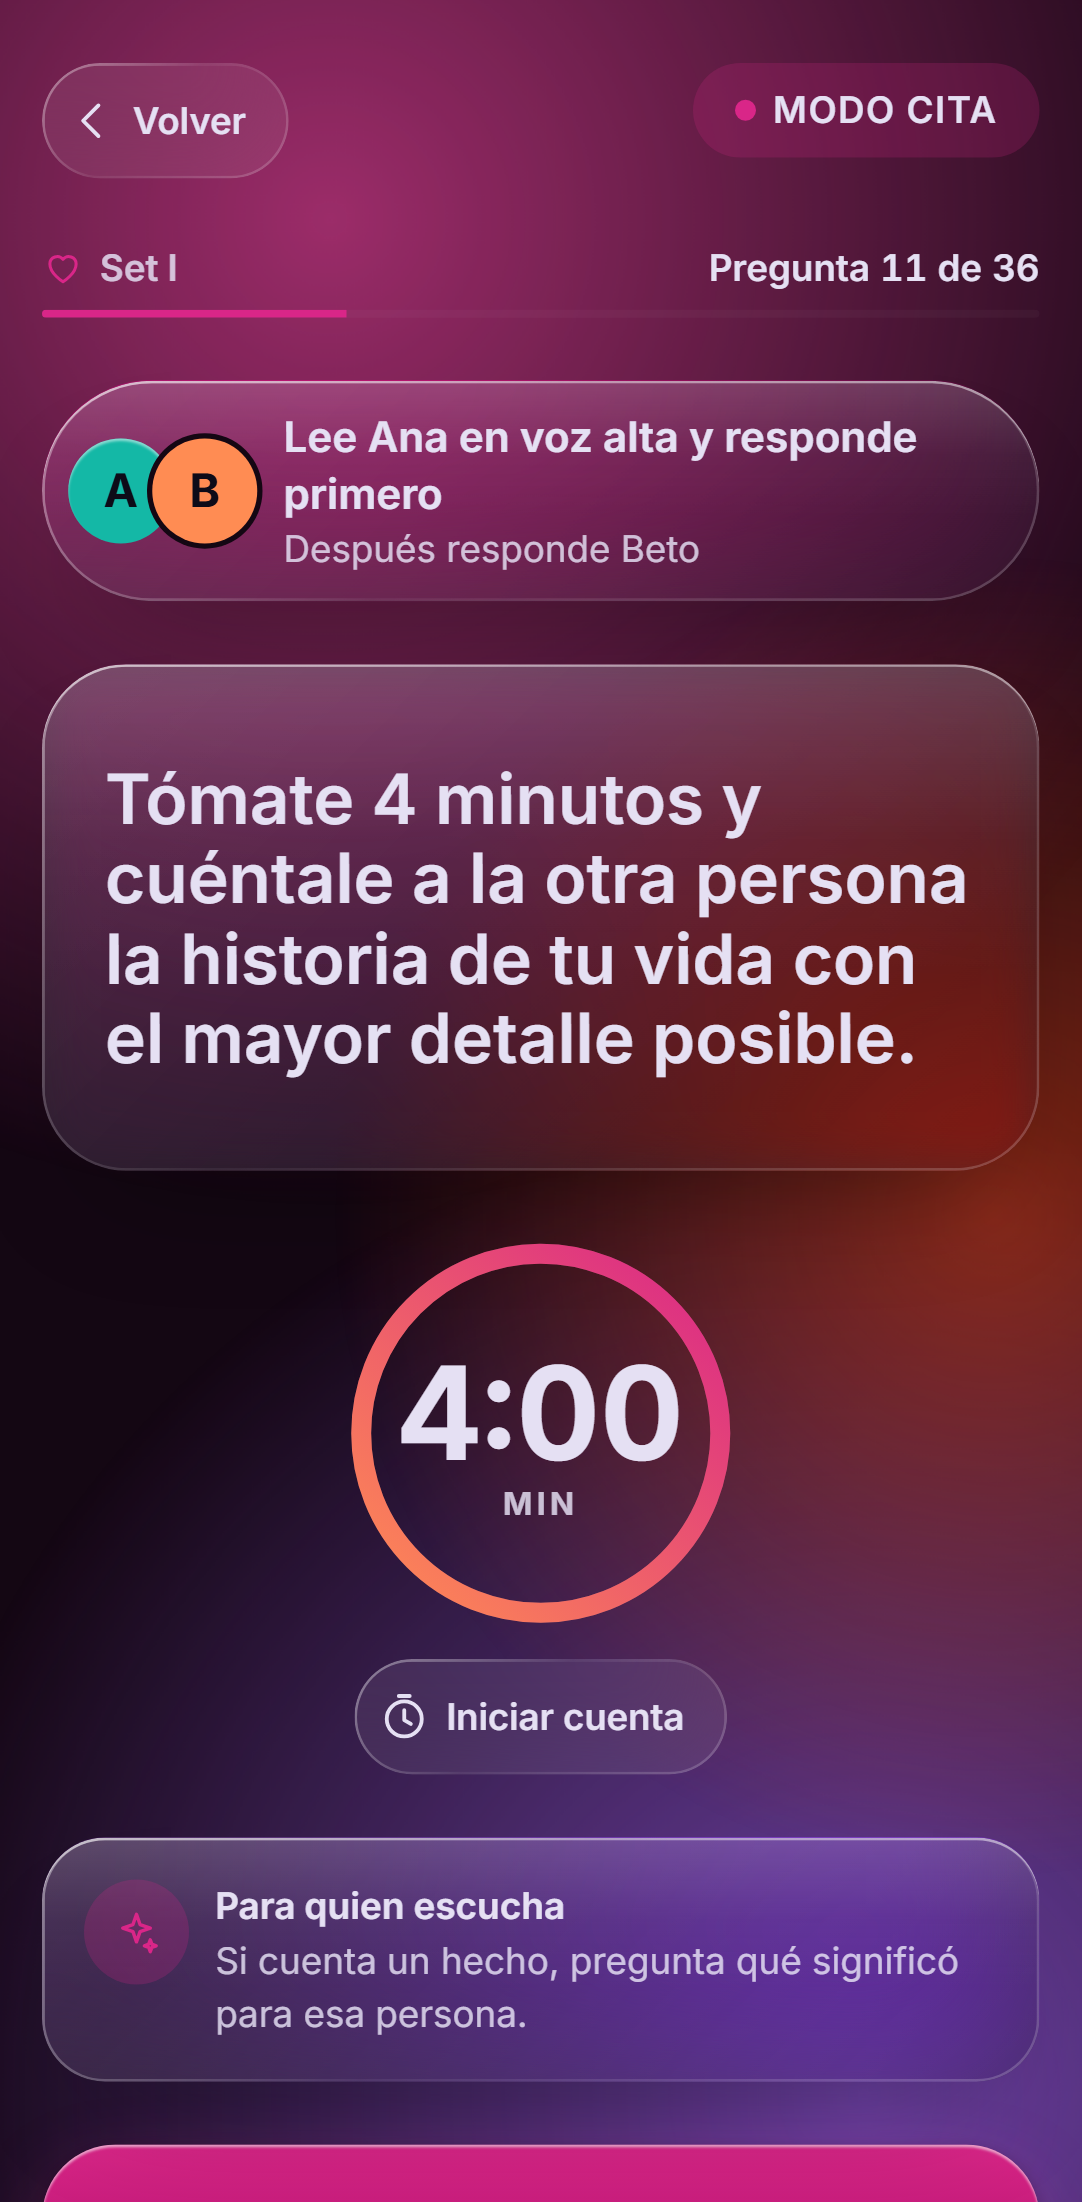 Volver
MODO CITA
Set I
Pregunta 11 de 36
A
B
Lee Ana en voz alta y responde
primero
Después responde Beto
Tómate 4 minutos y
cuéntale a la otra persona
la historia de tu vida con
el mayor detalle posible.
4:00
MIN
Iniciar cuenta
Para quien escucha
Si cuenta un hecho, pregunta qué significó
para esa persona.